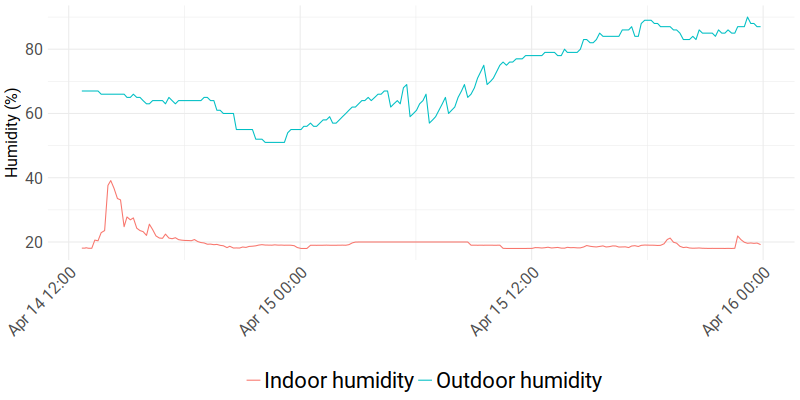 Humidity (%)
80
60
40
20
Apr 14 12:00
Apr 15 00:00
Apr 15 12:00
Apr 16 00:00
Indoor humidity
Outdoor humidity